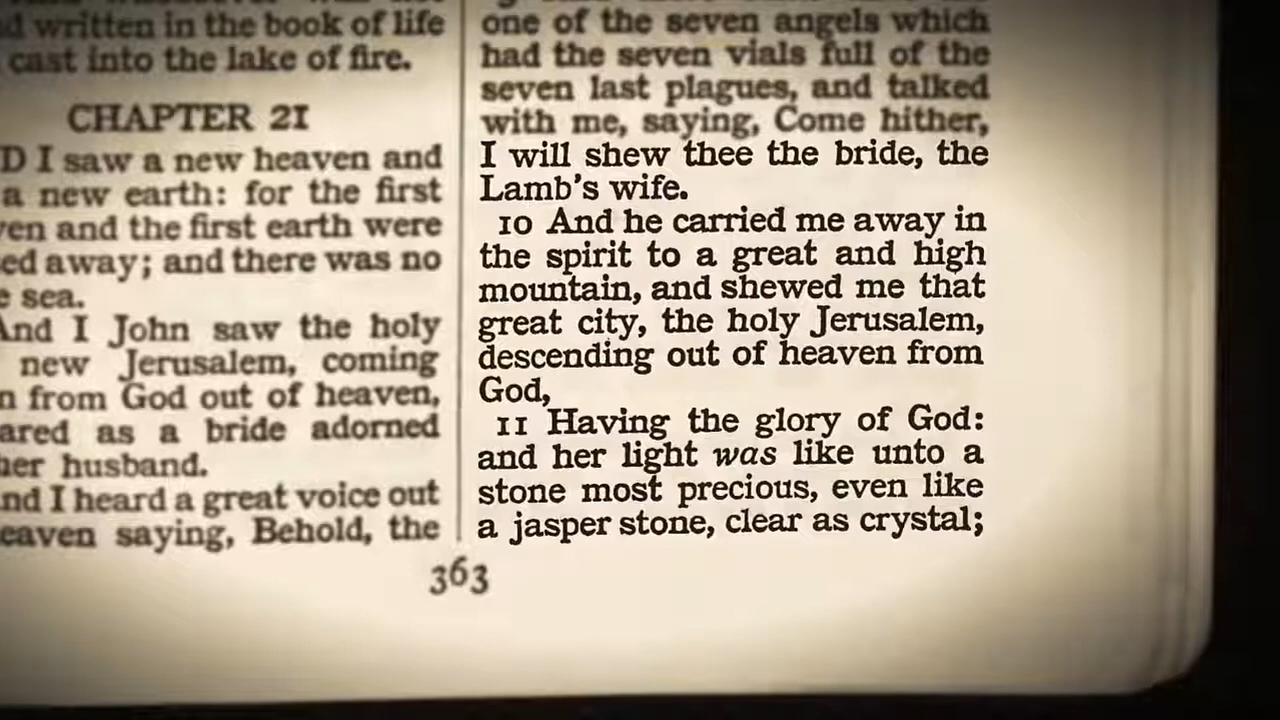 d written in the book of life
cast into the lake of fire.
CHAPTER 21
D I saw a new heaven and
a new earth: for the first
ven and the first earth were
ed away; and there was no
e sea.
And I John saw the holy
new Jerusalem, coming
n from God out of heaven,
ared as a bride adorned
her husband.
nd I heard a great voice out
eaven saying, Behold, the
one of the seven angels which
had the seven vials full of the
seven last plagues, and talked
with me, saying, Come hither,
I will shew thee the bride, the
Lamb's wife.
10 And he carried me away in
the spirit to a great and high
mountain, and shewed me that
great city, the holy Jerusalem,
descending out of heaven from
God,
11 Having the glory of God:
and her light was like unto a
stone most precious, even like
a jasper stone, clear as crystal;
363